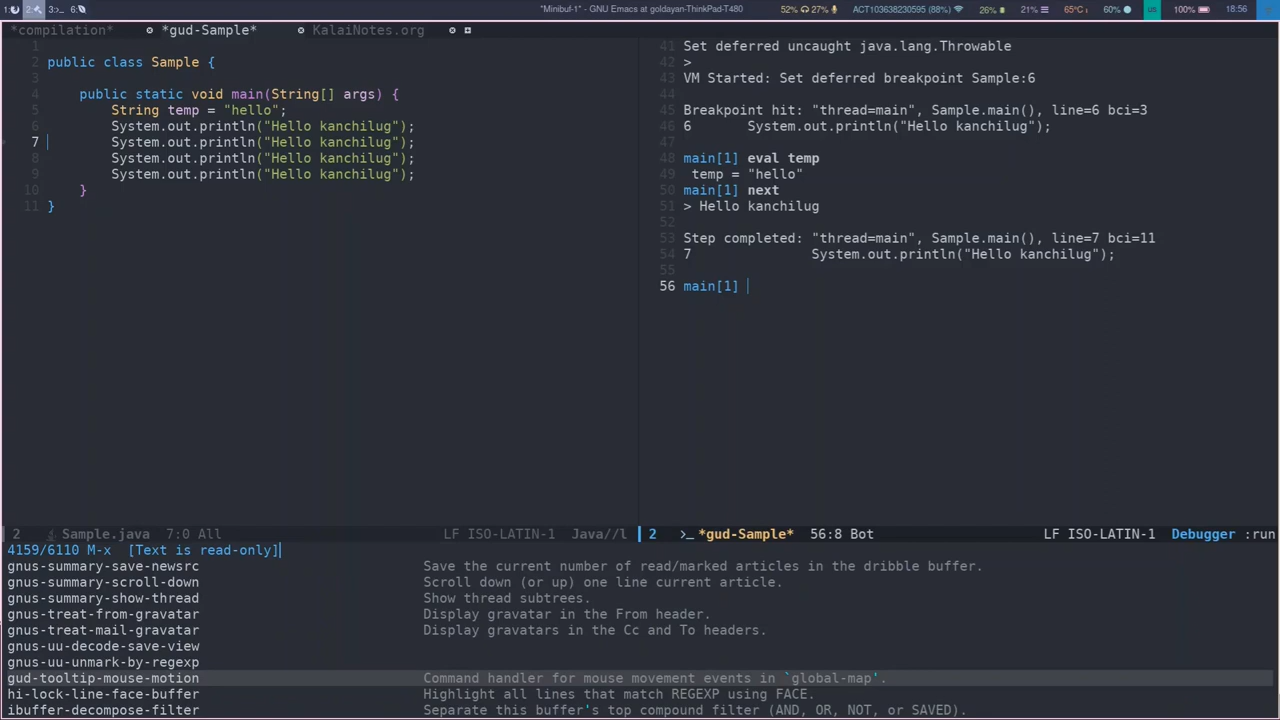 1: 2: 3: 6: "*Minibuf-1*" - GNU Emacs at goldayan-ThinkPad-T480 52% 27% ACT103638230595 (88%) 26% 21% 65°C 60% us 100% 18:56
*compilation* *gud-Sample* KalaiNotes.org
1
2 public class Sample {
3
4     public static void main(String[] args) {
5         String temp = "hello";
6         System.out.println("Hello kanchilug");
7         System.out.println("Hello kanchilug");
8         System.out.println("Hello kanchilug");
9         System.out.println("Hello kanchilug");
10     }
11 }
41 Set deferred uncaught java.lang.Throwable
42 >
43 VM Started: Set deferred breakpoint Sample:6
44
45 Breakpoint hit: "thread=main", Sample.main(), line=6 bci=3
46 6        System.out.println("Hello kanchilug");
47
48 main[1] eval temp
49  temp = "hello"
50 main[1] next
51 > Hello kanchilug
52
53 Step completed: "thread=main", Sample.main(), line=7 bci=11
54 7                System.out.println("Hello kanchilug");
55
56 main[1]
2 Sample.java 7:0 All LF ISO-LATIN-1 Java//l
2 *gud-Sample* 56:8 Bot LF ISO-LATIN-1 Debugger :run
4159/6110 M-x [Text is read-only]
gnus-summary-save-newsrc Save the current number of read/marked articles in the dribble buffer.
gnus-summary-scroll-down Scroll down (or up) one line current article.
gnus-summary-show-thread Show thread subtrees.
gnus-treat-from-gravatar Display gravatar in the From header.
gnus-treat-mail-gravatar Display gravatars in the Cc and To headers.
gnus-uu-decode-save-view
gnus-uu-unmark-by-regexp
gud-tooltip-mouse-motion Command handler for mouse movement events in `global-map'.
hi-lock-line-face-buffer Highlight all lines that match REGEXP using FACE.
ibuffer-decompose-filter Separate this buffer's top compound filter (AND, OR, NOT, or SAVED).